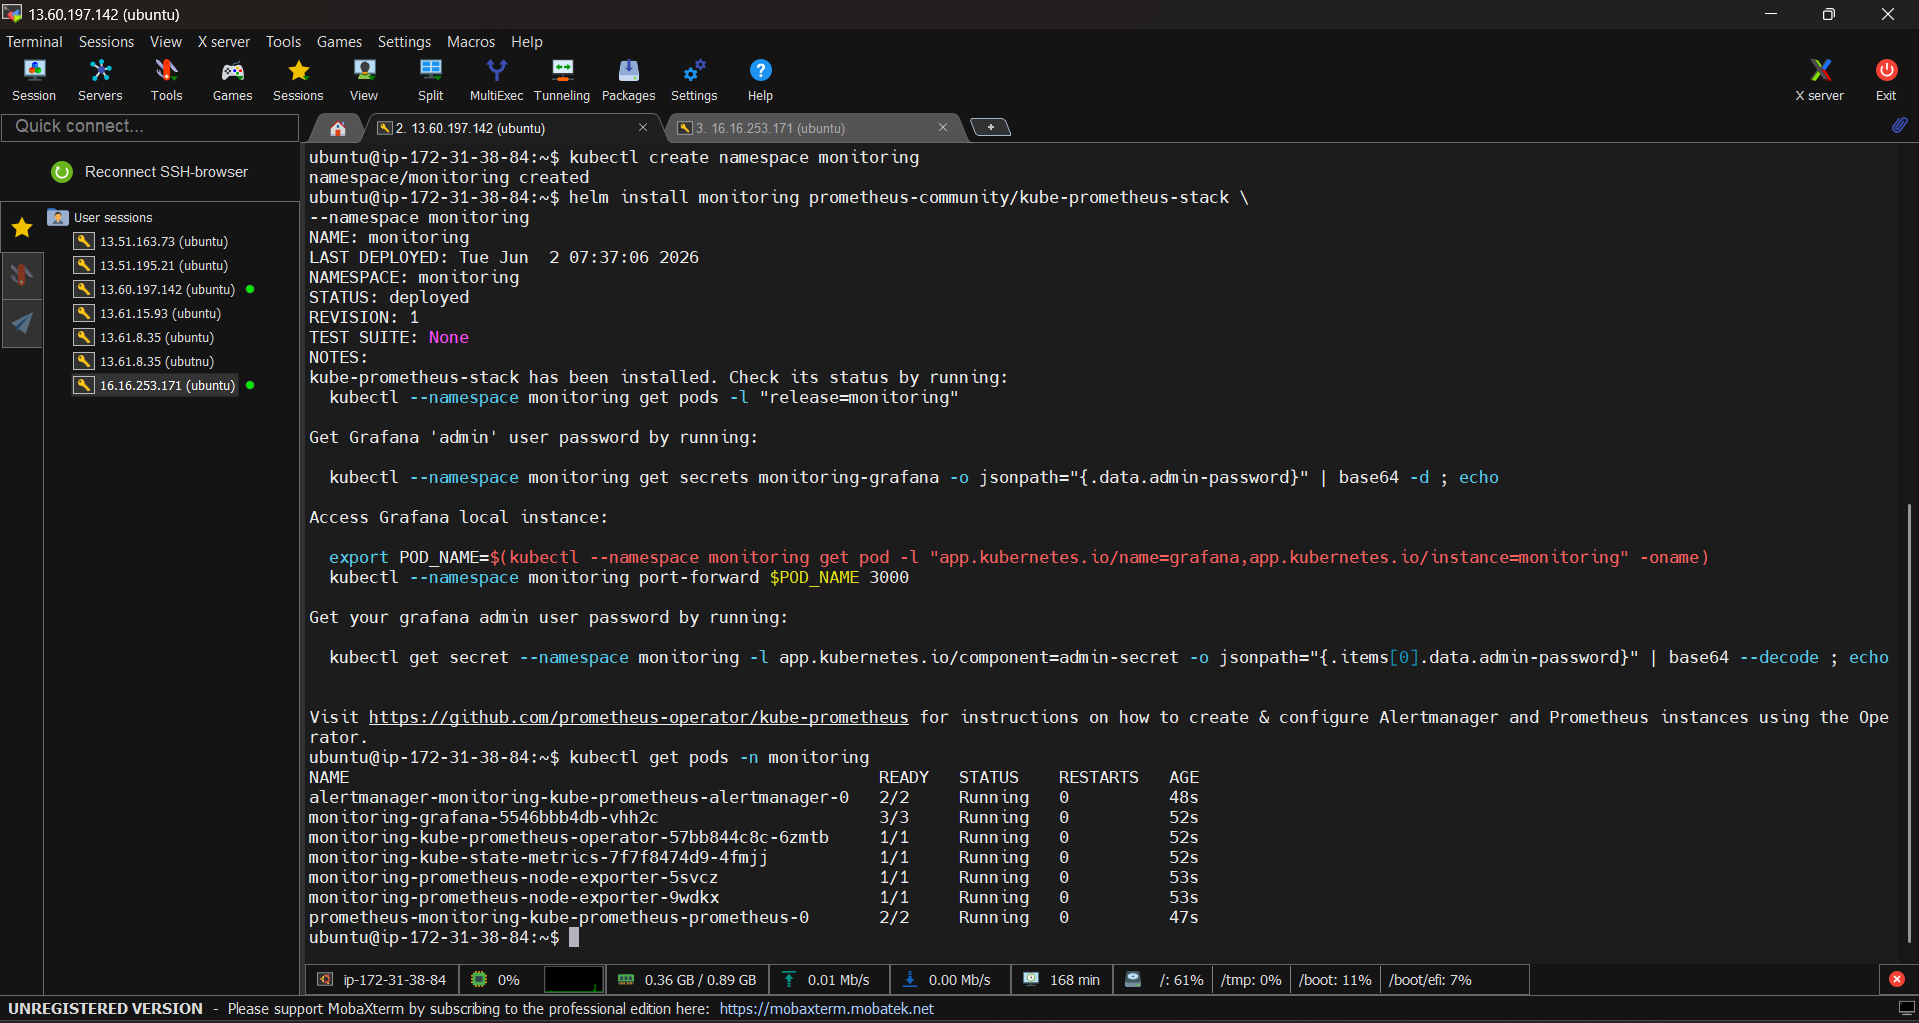 13.60.197.142 (ubuntu)
Terminal Sessions View X server Tools Games Settings Macros Help
Session Servers Tools Games Sessions View Split MultiExec Tunneling Packages Settings Help X server Exit
Quick connect...
2. 13.60.197.142 (ubuntu)
3. 16.16.253.171 (ubuntu)
Reconnect SSH-browser
User sessions
13.51.163.73 (ubuntu)
13.51.195.21 (ubuntu)
13.60.197.142 (ubuntu)
13.61.15.93 (ubuntu)
13.61.8.35 (ubuntu)
13.61.8.35 (ubutnu)
16.16.253.171 (ubuntu)
ubuntu@ip-172-31-38-84:~$ kubectl create namespace monitoring
namespace/monitoring created
ubuntu@ip-172-31-38-84:~$ helm install monitoring prometheus-community/kube-prometheus-stack \
--namespace monitoring
NAME: monitoring
LAST DEPLOYED: Tue Jun  2 07:37:06 2026
NAMESPACE: monitoring
STATUS: deployed
REVISION: 1
TEST SUITE: None
NOTES:
kube-prometheus-stack has been installed. Check its status by running:
  kubectl --namespace monitoring get pods -l "release=monitoring"
Get Grafana 'admin' user password by running:
  kubectl --namespace monitoring get secrets monitoring-grafana -o jsonpath="{.data.admin-password}" | base64 -d ; echo
Access Grafana local instance:
  export POD_NAME=$(kubectl --namespace monitoring get pod -l "app.kubernetes.io/name=grafana,app.kubernetes.io/instance=monitoring" -oname)
  kubectl --namespace monitoring port-forward $POD_NAME 3000
Get your grafana admin user password by running:
  kubectl get secret --namespace monitoring -l app.kubernetes.io/component=admin-secret -o jsonpath="{.items[0].data.admin-password}" | base64 --decode ; echo
Visit https://github.com/prometheus-operator/kube-prometheus for instructions on how to create & configure Alertmanager and Prometheus instances using the Ope
rator.
ubuntu@ip-172-31-38-84:~$ kubectl get pods -n monitoring
NAME READY STATUS RESTARTS AGE
alertmanager-monitoring-kube-prometheus-alertmanager-0 2/2 Running 0 48s
monitoring-grafana-5546bbb4db-vhh2c 3/3 Running 0 52s
monitoring-kube-prometheus-operator-57bb844c8c-6zmtb 1/1 Running 0 52s
monitoring-kube-state-metrics-7f7f8474d9-4fmjj 1/1 Running 0 52s
monitoring-prometheus-node-exporter-5svcz 1/1 Running 0 53s
monitoring-prometheus-node-exporter-9wdkx 1/1 Running 0 53s
prometheus-monitoring-kube-prometheus-prometheus-0 2/2 Running 0 47s
ubuntu@ip-172-31-38-84:~$
ip-172-31-38-84 0% 0.36 GB / 0.89 GB 0.01 Mb/s 0.00 Mb/s 168 min /: 61% /tmp: 0% /boot: 11% /boot/efi: 7%
UNREGISTERED VERSION - Please support MobaXterm by subscribing to the professional edition here: https://mobaxterm.mobatek.net